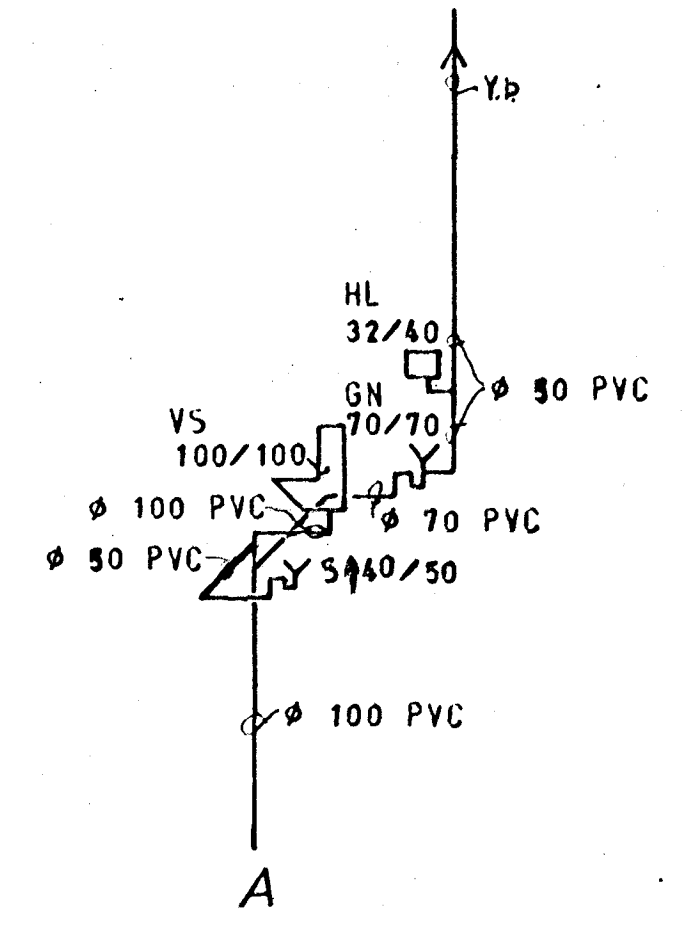 Y.D.
HL
32/40
GN
70/70
ø 50 PVC
VS
100/100
ø 100 PVC
ø 70 PVC
ø 50 PVC
40/50
ø 100 PVC
A